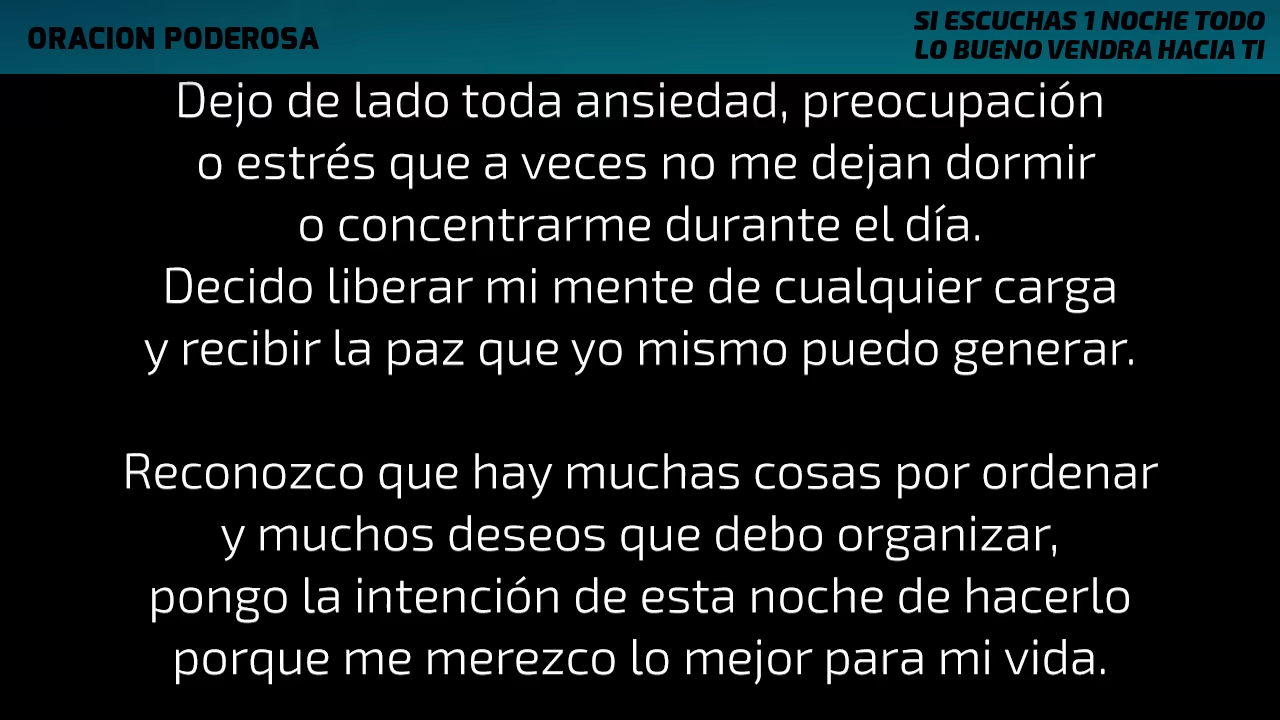 ORACION PODEROSA
SI ESCUCHAS 1 NOCHE TODO
LO BUENO VENDRA HACIA TI
Dejo de lado toda ansiedad, preocupación
o estrés que a veces no me dejan dormir
o concentrarme durante el día.
Decido liberar mi mente de cualquier carga
y recibir la paz que yo mismo puedo generar.
Reconozco que hay muchas cosas por ordenar
y muchos deseos que debo organizar,
pongo la intención de esta noche de hacerlo
porque me merezco lo mejor para mi vida.